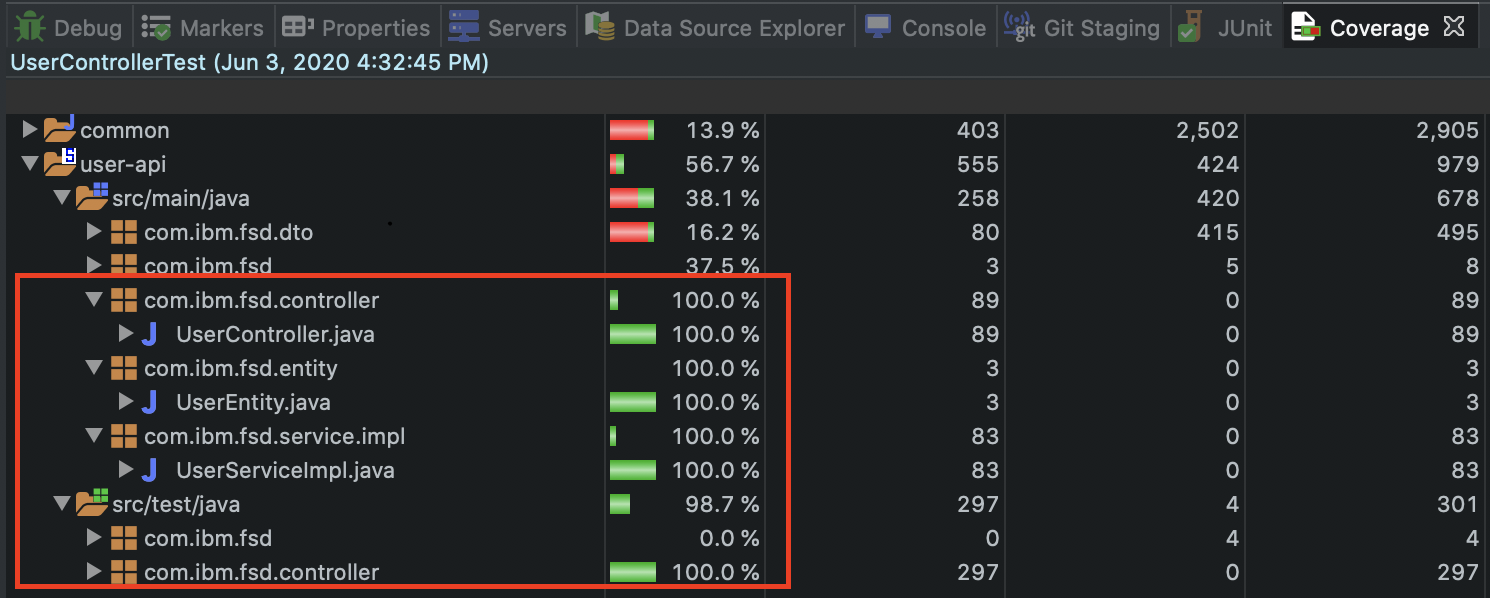 Debug Markers Properties Servers Data Source Explorer Console Git Staging JUnit Coverage
UserControllerTest (Jun 3, 2020 4:32:45 PM)
common 13.9 % 403 2,502 2,905
user-api 56.7 % 555 424 979
src/main/java 38.1 % 258 420 678
com.ibm.fsd.dto 16.2 % 80 415 495
com.ibm.fsd 37.5 % 3 5 8
com.ibm.fsd.controller 100.0 % 89 0 89
UserController.java 100.0 % 89 0 89
com.ibm.fsd.entity 100.0 % 3 0 3
UserEntity.java 100.0 % 3 0 3
com.ibm.fsd.service.impl 100.0 % 83 0 83
UserServiceImpl.java 100.0 % 83 0 83
src/test/java 98.7 % 297 4 301
com.ibm.fsd 0.0 % 0 4 4
com.ibm.fsd.controller 100.0 % 297 0 297